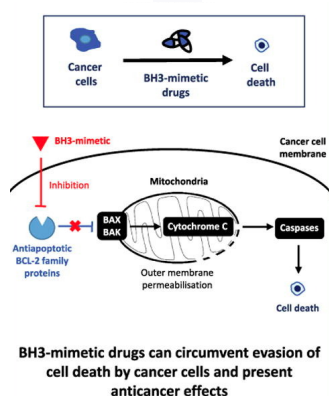 Cancer
cells
BH3-mimetic
drugs
Cell
death
BH3-mimetic
Cancer cell
membrane
Inhibition
Mitochondria
Antiapoptotic
BCL-2 family
proteins
BAX
BAK
Cytochrome C
Caspases
Outer membrane
permeabilisation
Cell death
BH3-mimetic drugs can circumvent evasion of
cell death by cancer cells and present
anticancer effects